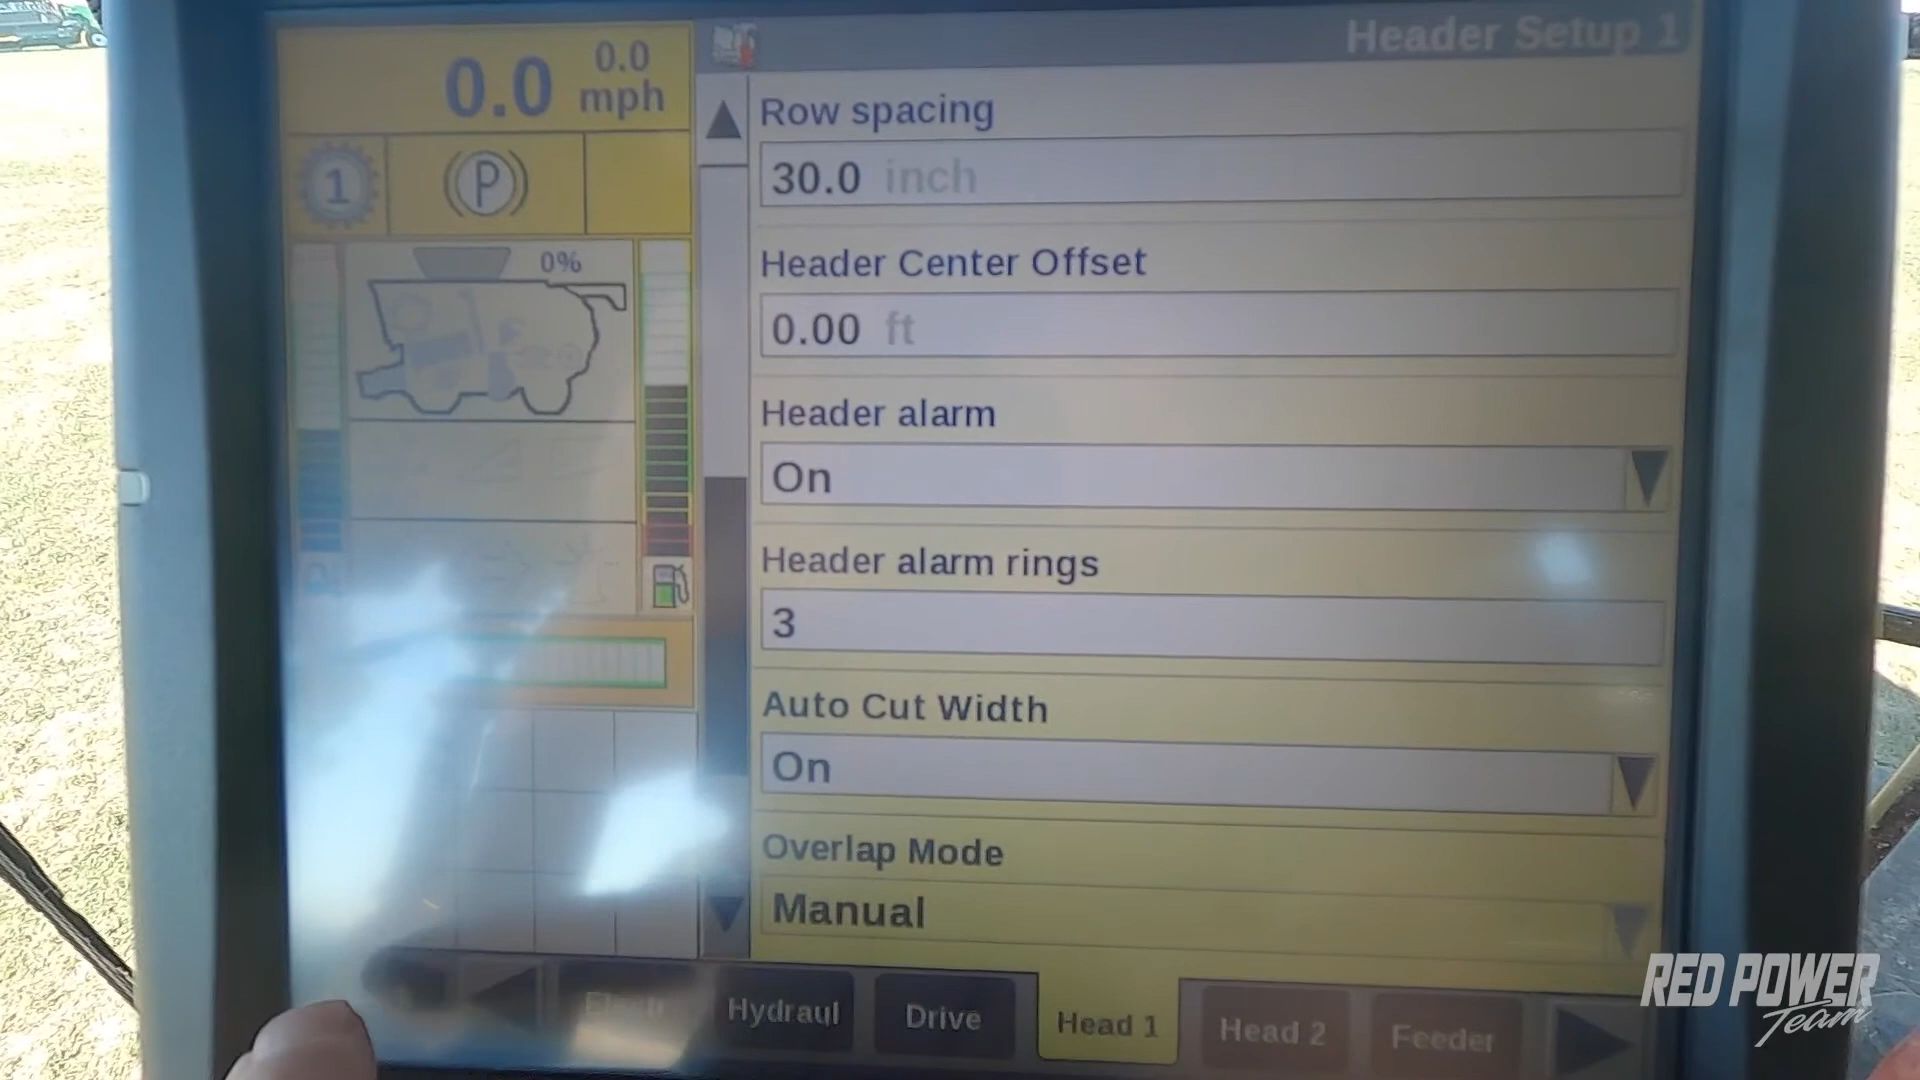 0.0
0.0
mph
1
P
0%
Header Setup 1
Row spacing
30.0 inch
Header Center Offset
0.00 ft
Header alarm
On
Header alarm rings
3
Auto Cut Width
On
Overlap Mode
Manual
Electr
Hydraul
Drive
Head 1
Head 2
Feeder
RED POWER
Team